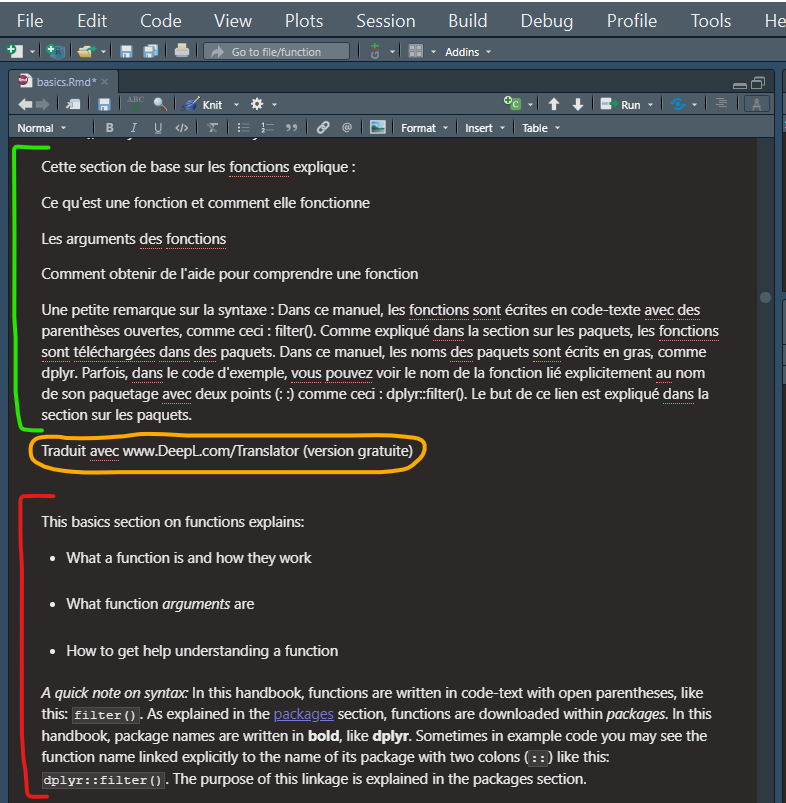 File Edit Code View Plots Session Build Debug Profile Tools He
Go to file/function Addins
basics.Rmd*
ABC Knit Run
Normal B I U </> Format Insert Table
Cette section de base sur les fonctions explique :
Ce qu'est une fonction et comment elle fonctionne
Les arguments des fonctions
Comment obtenir de l'aide pour comprendre une fonction
Une petite remarque sur la syntaxe : Dans ce manuel, les fonctions sont écrites en code-texte avec des
parenthèses ouvertes, comme ceci : filter(). Comme expliqué dans la section sur les paquets, les fonctions
sont téléchargées dans des paquets. Dans ce manuel, les noms des paquets sont écrits en gras, comme
dplyr. Parfois, dans le code d'exemple, vous pouvez voir le nom de la fonction lié explicitement au nom
de son paquetage avec deux points (: :) comme ceci : dplyr::filter(). Le but de ce lien est expliqué dans la
section sur les paquets.
Traduit avec www.DeepL.com/Translator (version gratuite)
This basics section on functions explains:
• What a function is and how they work
• What function arguments are
• How to get help understanding a function
A quick note on syntax: In this handbook, functions are written in code-text with open parentheses, like
this: filter(). As explained in the packages section, functions are downloaded within packages. In this
handbook, package names are written in bold, like dplyr. Sometimes in example code you may see the
function name linked explicitly to the name of its package with two colons (::) like this:
dplyr::filter(). The purpose of this linkage is explained in the packages section.